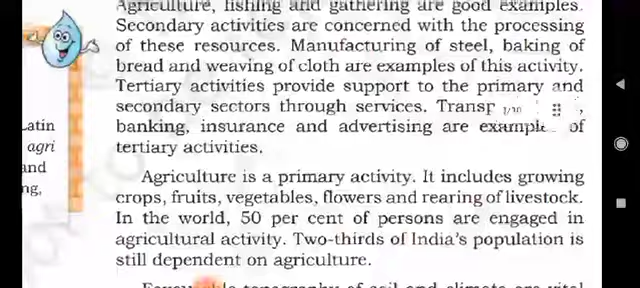 Agriculture, fishing and gathering are good examples.
Secondary activities are concerned with the processing
of these resources. Manufacturing of steel, baking of
bread and weaving of cloth are examples of this activity.
Tertiary activities provide support to the primary and
secondary sectors through services.
banking, insurance and advertising are of
tertiary activities.
Latin
agri
and
Agriculture is a primary activity. It includes growing
crops, fruits, vegetables, flowers and rearing of livestock.
In the world, 50 per cent of persons are engaged in
agricultural activity. Two-thirds of India's population is
still dependent on agriculture.